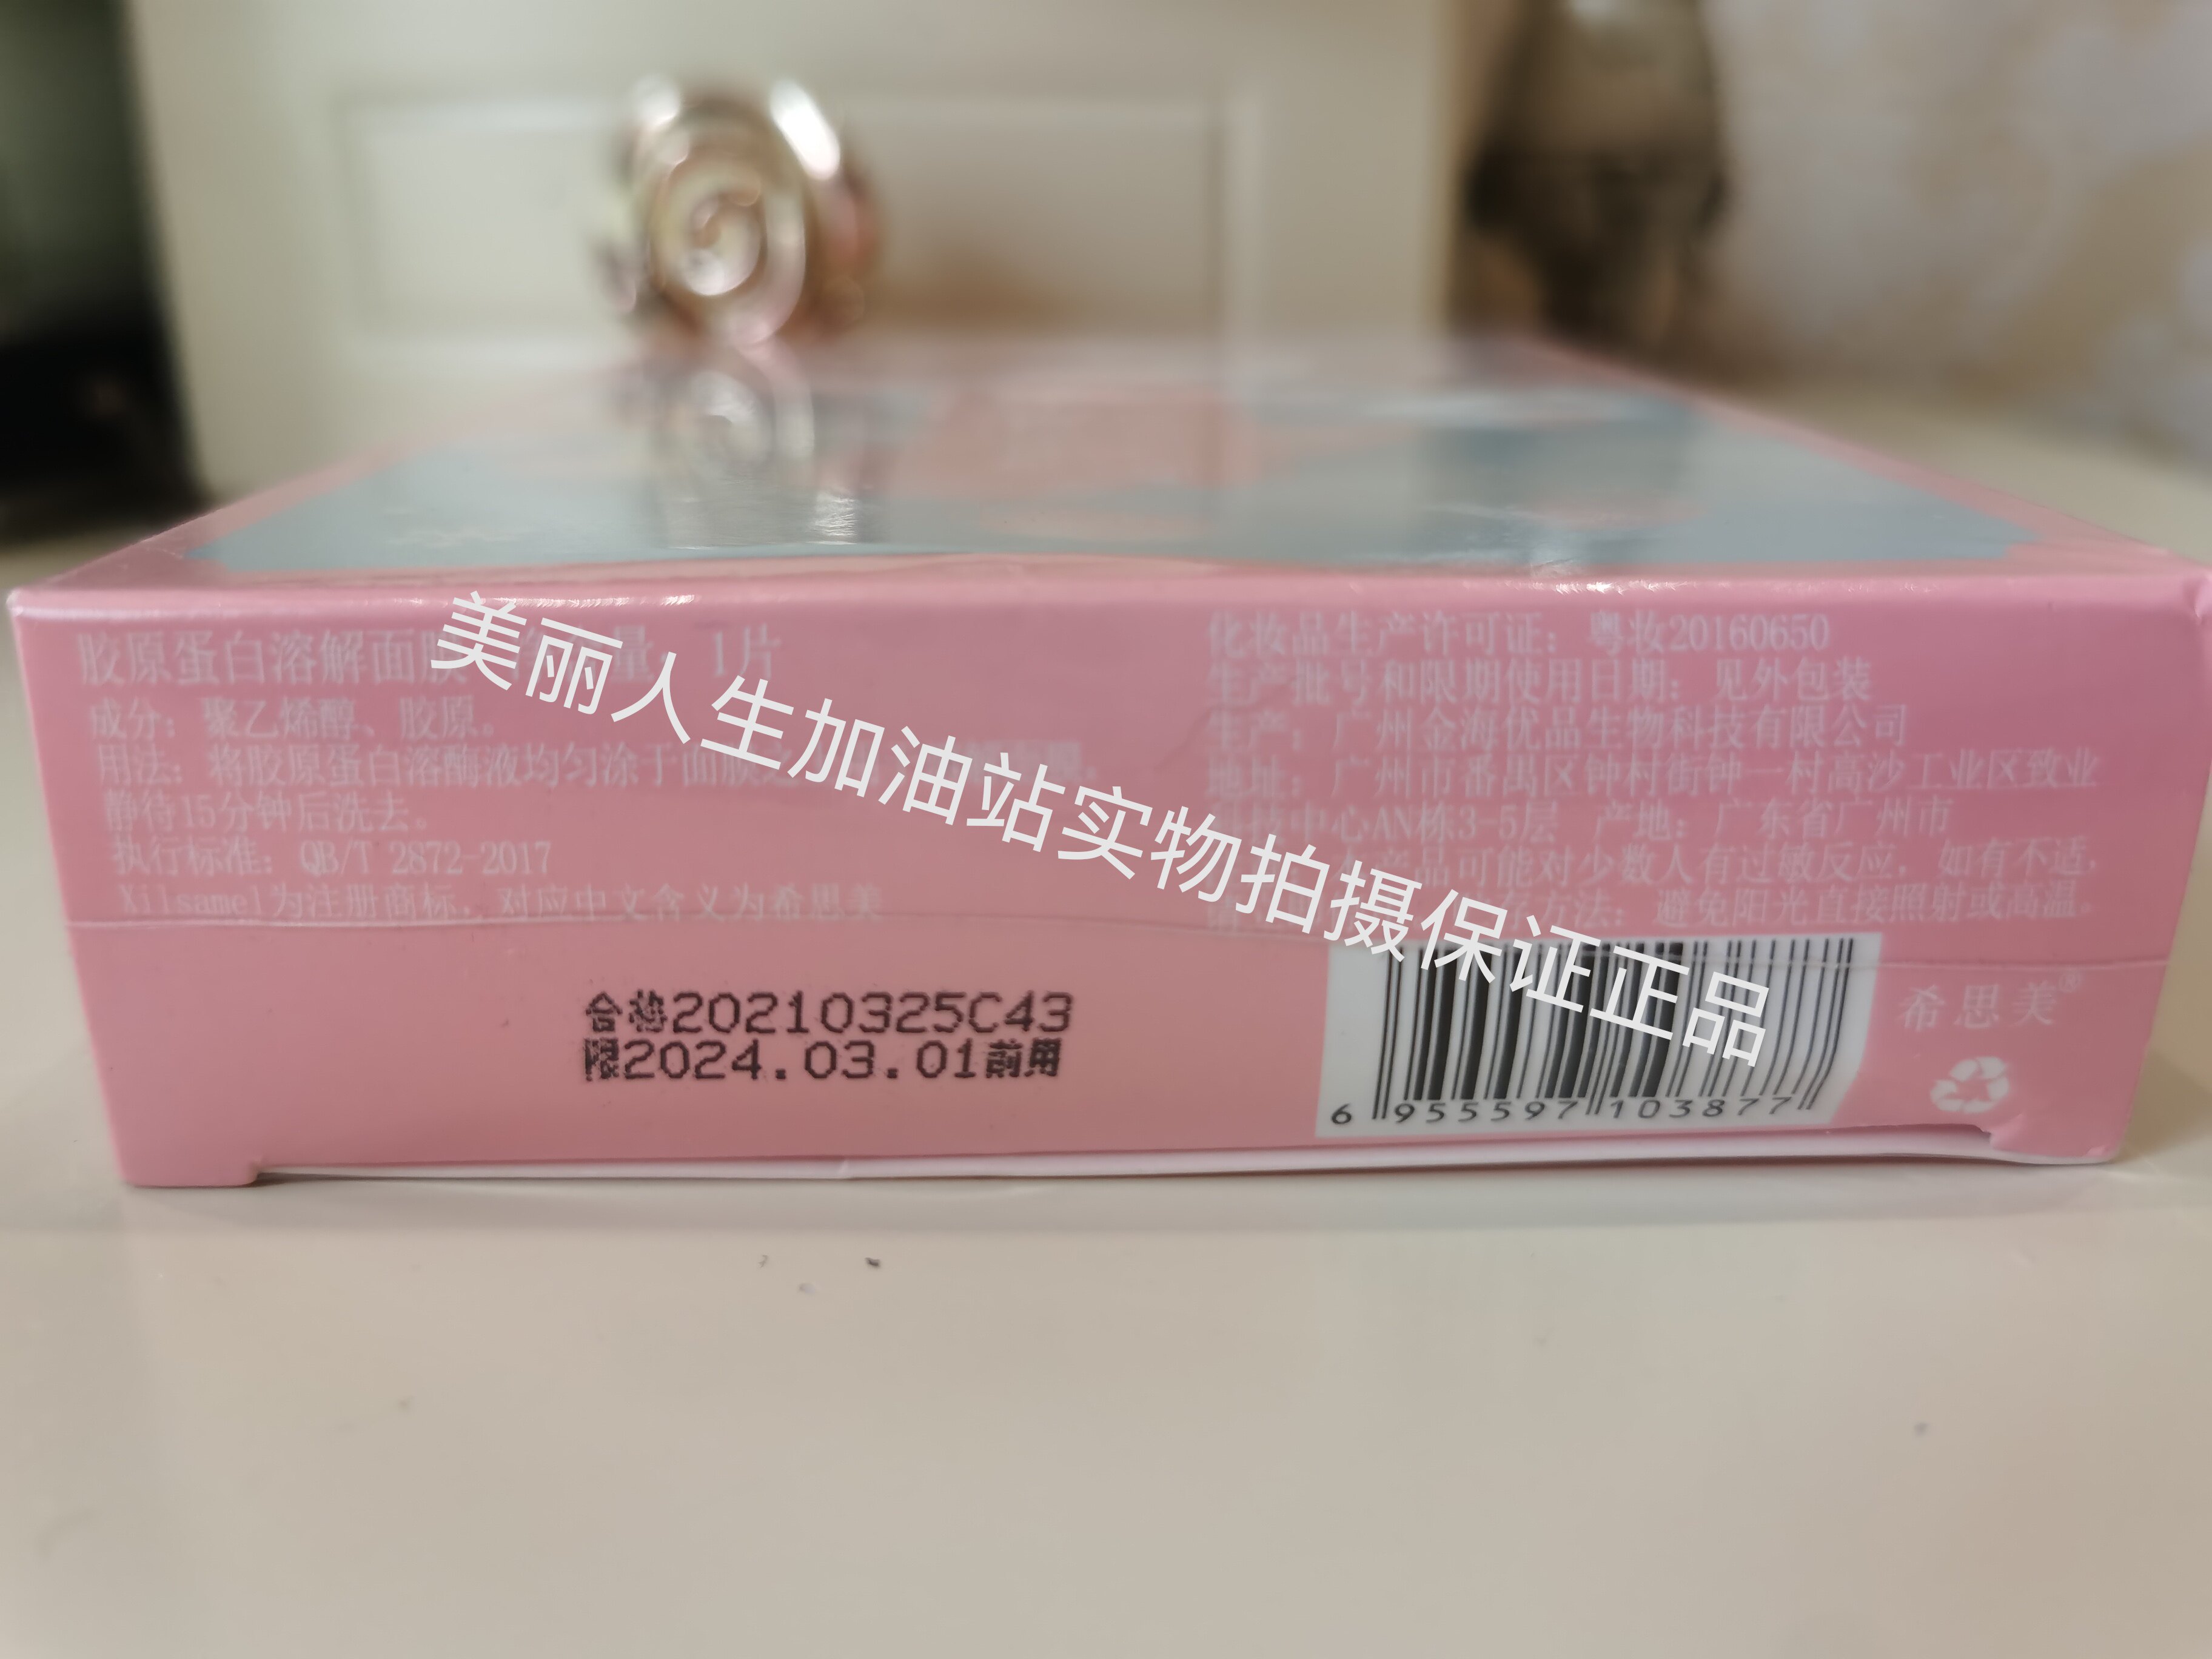 胶原蛋白溶解面膜 量 1片
成分：聚乙烯醇、胶原。
用法：将胶原蛋白溶酶液均匀涂于面膜
静待15分钟后洗去。
执行标准：QB/T 2872-2017
Xilsamel为注册商标，对应中文含义为希思美
合格20210325C43
限2024.03.01前用
化妆品生产许可证：粤妆20160650
生产批号和限期使用日期：见外包装
生产：广州金海优品生物科技有限公司
地址：广州市番禺区钟村街钟一村高沙工业区致业
科技中心AN栋3-5层 产地：广东省广州市
产品可能对少数人有过敏反应，如有不适，
方法：避免阳光直接照射或高温。
6 955597 103877
希思美®
美丽人生加油站实物拍摄保证正品